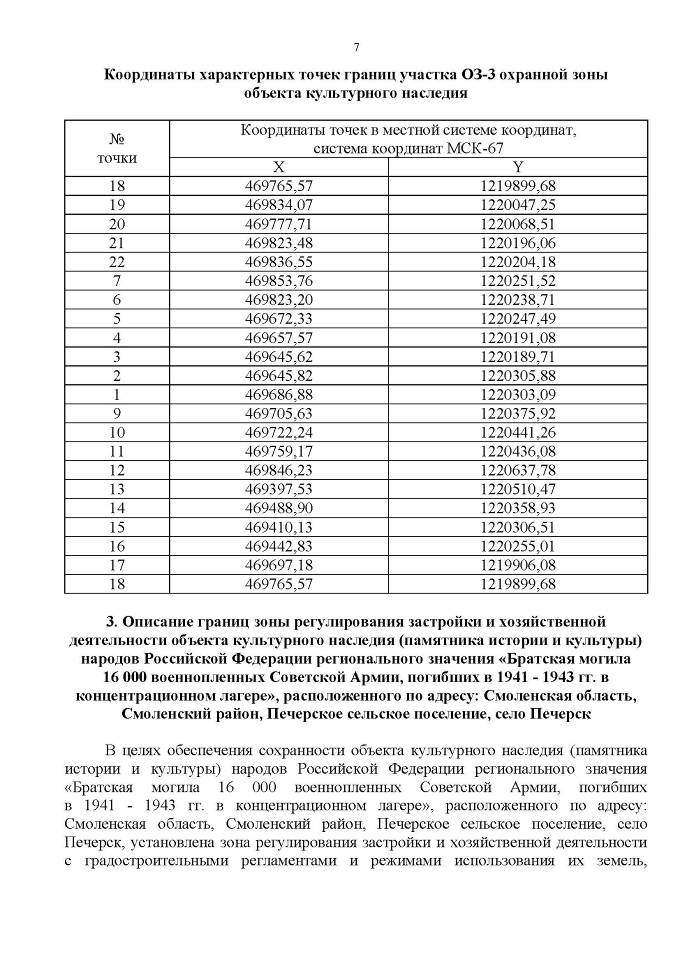 7
Координаты характерных точек границ участка ОЗ-3 охранной зоны
объекта культурного наследия
№
точки
Координаты точек в местной системе координат,
система координат МСК-67
X Y
18 469765,57 1219899,68
19 469834,07 1220047,25
20 469777,71 1220068,51
21 469823,48 1220196,06
22 469836,55 1220204,18
7 469853,76 1220251,52
6 469823,20 1220238,71
5 469672,33 1220247,49
4 469657,57 1220191,08
3 469645,62 1220189,71
2 469645,82 1220305,88
1 469686,88 1220303,09
9 469705,63 1220375,92
10 469722,24 1220441,26
11 469759,17 1220436,08
12 469846,23 1220637,78
13 469397,53 1220510,47
14 469488,90 1220358,93
15 469410,13 1220306,51
16 469442,83 1220255,01
17 469697,18 1219906,08
18 469765,57 1219899,68
3. Описание границ зоны регулирования застройки и хозяйственной
деятельности объекта культурного наследия (памятника истории и культуры)
народов Российской Федерации регионального значения «Братская могила
16 000 военнопленных Советской Армии, погибших в 1941 - 1943 гг. в
концентрационном лагере», расположенного по адресу: Смоленская область,
Смоленский район, Печерское сельское поселение, село Печерск
В целях обеспечения сохранности объекта культурного наследия (памятника
истории и культуры) народов Российской Федерации регионального значения
«Братская могила 16 000 военнопленных Советской Армии, погибших
в 1941 - 1943 гг. в концентрационном лагере», расположенного по адресу:
Смоленская область, Смоленский район, Печерское сельское поселение, село
Печерск, установлена зона регулирования застройки и хозяйственной деятельности
с градостроительными регламентами и режимами использования их земель,